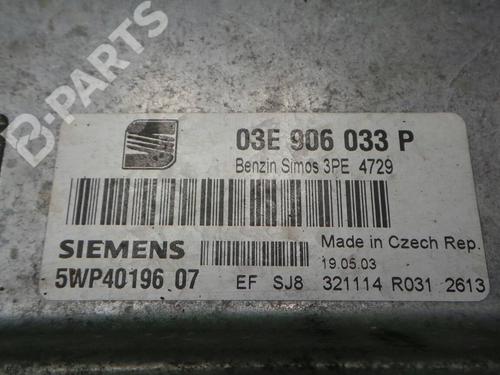 B-PARTS
03E 906 033 P
Benzin Simos 3PE 4729
SIEMENS
Made in Czech Rep.
19.05.03
5WP40196 07
EF SJ8 321114 R031 2613